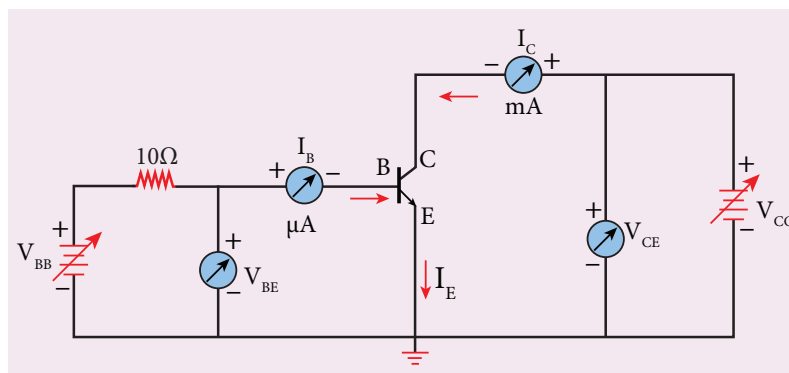 I_C
− +
mA
10Ω
I_B
+ −
µA
B
C
E
+
V_BB
−
+
V_BE
−
I_E
+
V_CE
−
+
V_CC
−